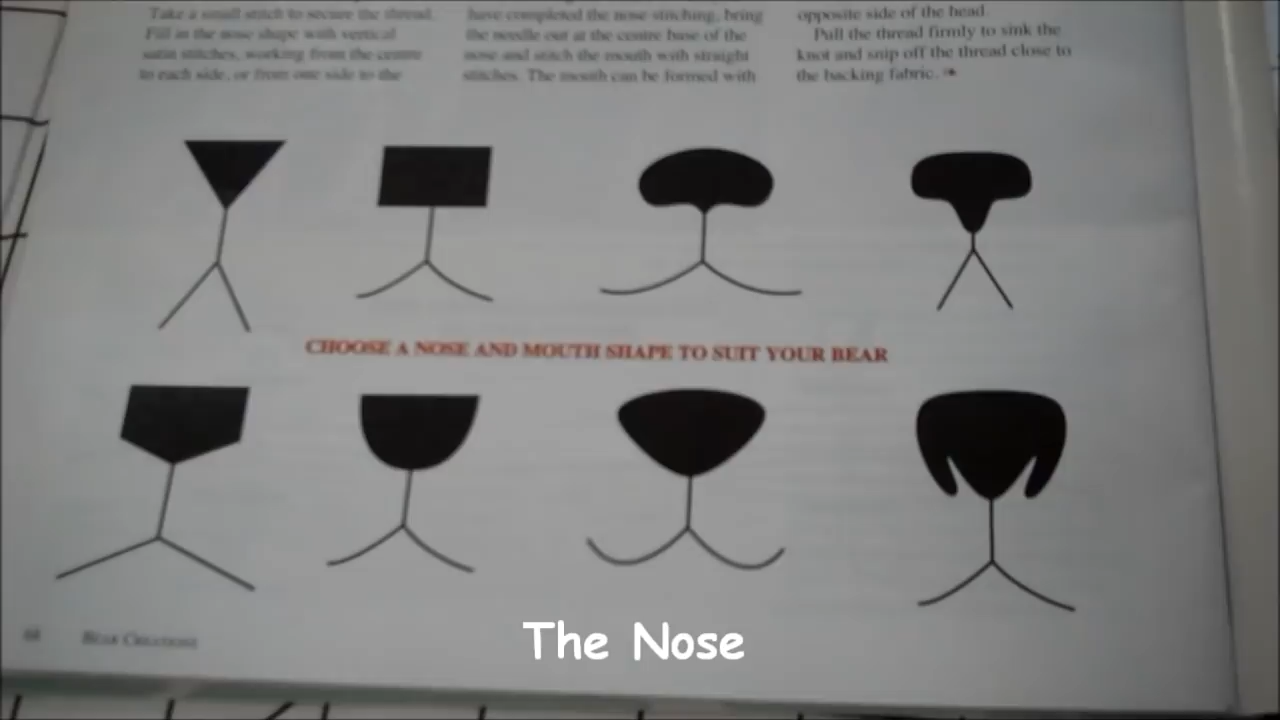 Take a small stitch to secure the thread.
Fill in the nose shape with vertical
satin stitches, working from the centre
to each side, or from one side to the
have completed the nose stitching, bring
the needle out at the centre base of the
nose and stitch the mouth with straight
stitches. The mouth can be formed with
opposite side of the head.
Pull the thread firmly to sink the
knot and snip off the thread close to
the backing fabric.
CHOOSE A NOSE AND MOUTH SHAPE TO SUIT YOUR BEAR
BEAR CREATIONS
The Nose